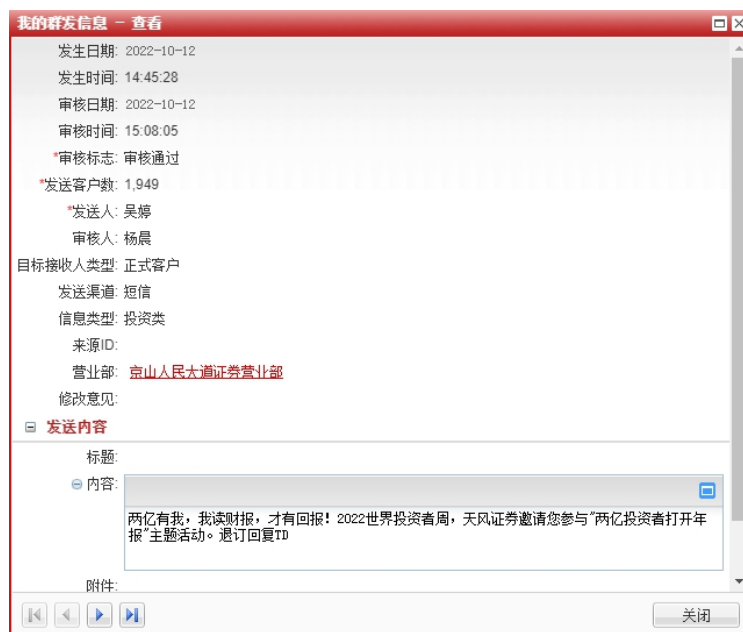 我的群发信息 - 查看
发生日期: 2022-10-12
发生时间: 14:45:28
审核日期: 2022-10-12
审核时间: 15:08:05
*审核标志: 审核通过
*发送客户数: 1,949
*发送人: 吴婷
审核人: 杨晨
目标接收人类型: 正式客户
发送渠道: 短信
信息类型: 投资类
来源ID:
营业部: 京山人民大道证券营业部
修改意见:
发送内容
标题:
内容:
两亿有我，我读财报，才有回报！2022世界投资者周，天风证券邀请您参与"两亿投资者打开年
报"主题活动。退订回复TD
附件:
关闭